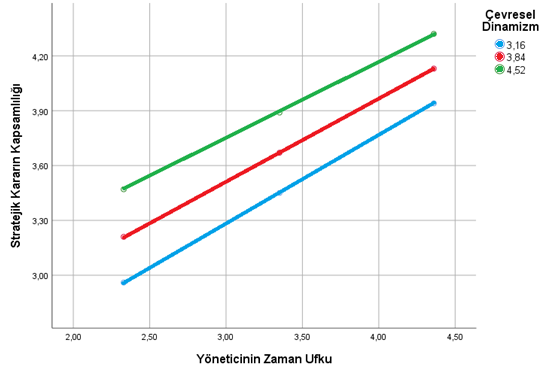 Çevresel
Dinamizm
3,16
3,84
4,52
4,20
3,90
3,60
3,30
3,00
Stratejik Kararın Kapsamlılığı
2,00 2,50 3,00 3,50 4,00 4,50
Yöneticinin Zaman Ufku